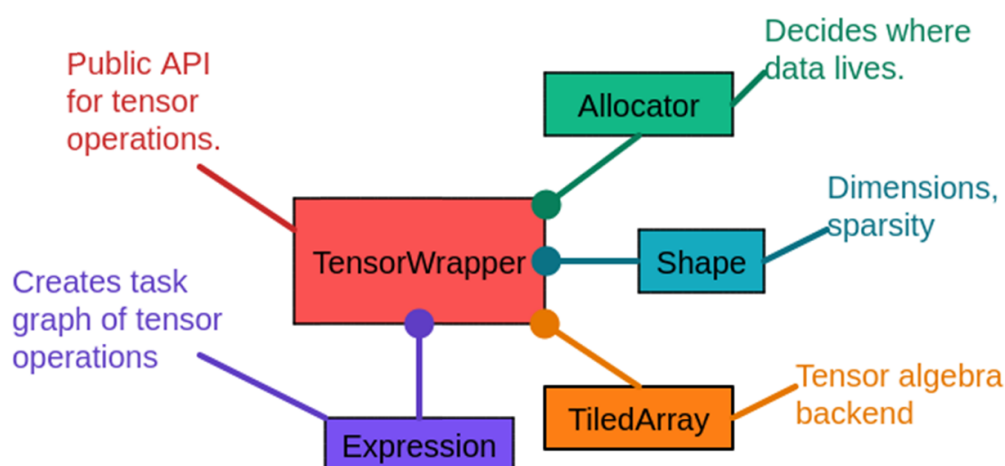 Public API
for tensor
operations.
Decides where
data lives.
Allocator
Dimensions,
sparsity
TensorWrapper
Shape
Creates task
graph of tensor
operations
Tensor algebra
backend
TiledArray
Expression